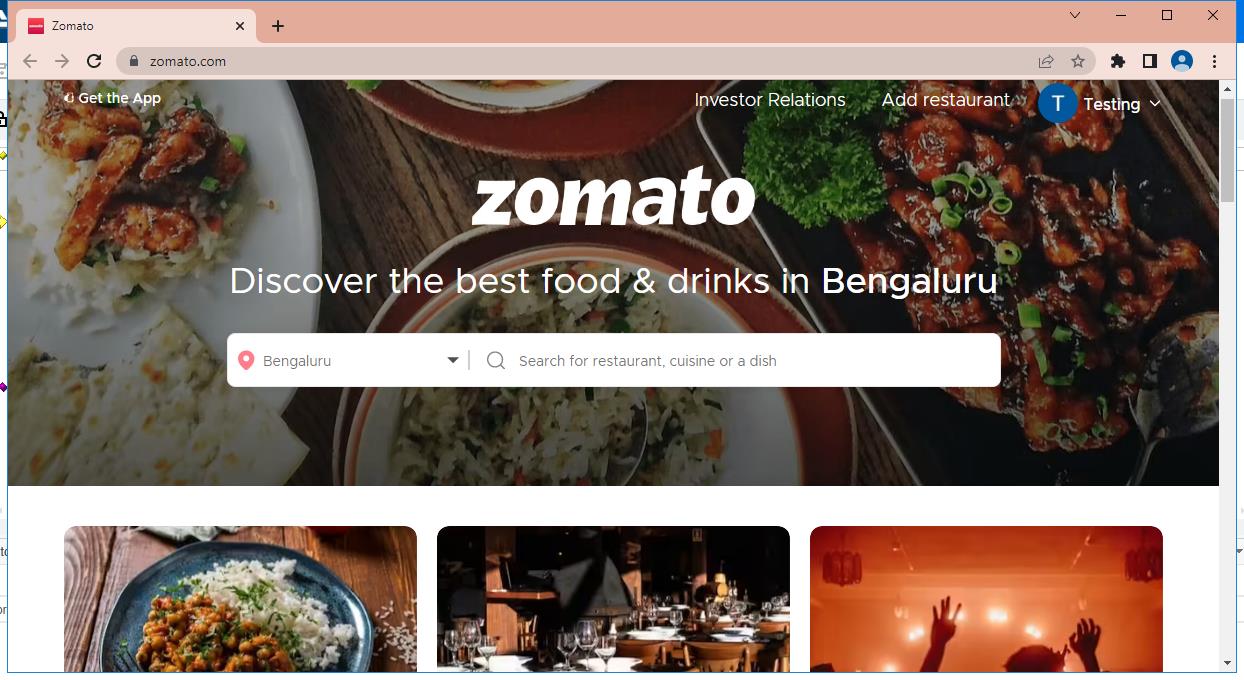 Zomato
zomato.com
Get the App
Investor Relations
Add restaurant
T
Testing
zomato
Discover the best food & drinks in Bengaluru
Bengaluru
Search for restaurant, cuisine or a dish